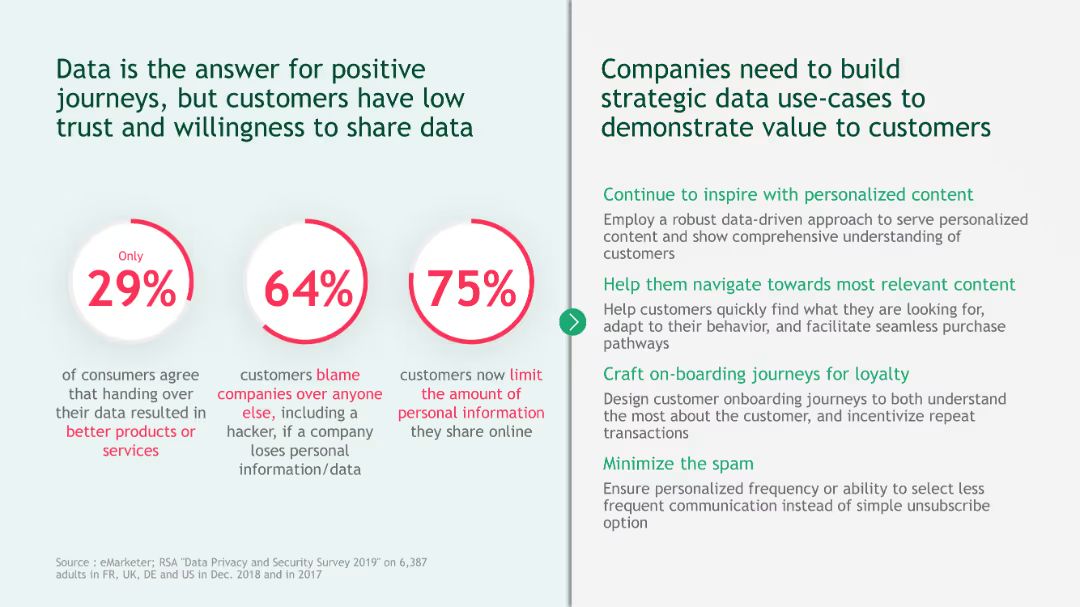 Data is the answer for positive
journeys, but customers have low
trust and willingness to share data
Only
29%
of consumers agree
that handing over
their data resulted in
better products or
services
64%
customers blame
companies over anyone
else, including a
hacker, if a company
loses personal
information/data
75%
customers now limit
the amount of
personal information
they share online
Source : eMarketer; RSA "Data Privacy and Security Survey 2019" on 6,387
adults in FR, UK, DE and US in Dec. 2018 and in 2017
Companies need to build
strategic data use-cases to
demonstrate value to customers
Continue to inspire with personalized content
Employ a robust data-driven approach to serve personalized
content and show comprehensive understanding of
customers
Help them navigate towards most relevant content
Help customers quickly find what they are looking for,
adapt to their behavior, and facilitate seamless purchase
pathways
Craft on-boarding journeys for loyalty
Design customer onboarding journeys to both understand
the most about the customer, and incentivize repeat
transactions
Minimize the spam
Ensure personalized frequency or ability to select less
frequent communication instead of simple unsubscribe
option